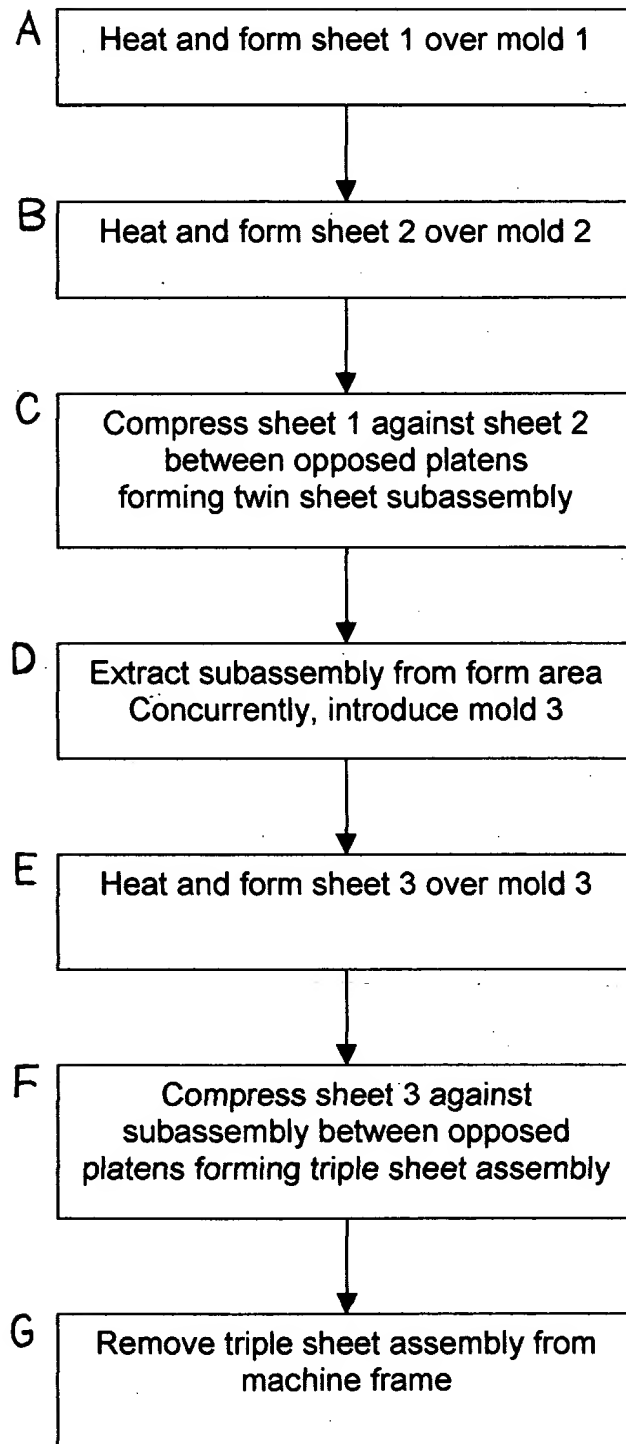 A
Heat and form sheet 1 over mold 1
B
Heat and form sheet 2 over mold 2
C
Compress sheet 1 against sheet 2
between opposed platens
forming twin sheet subassembly
D
Extract subassembly from form area
Concurrently, introduce mold 3
E
Heat and form sheet 3 over mold 3
F
Compress sheet 3 against
subassembly between opposed
platens forming triple sheet assembly
G
Remove triple sheet assembly from
machine frame